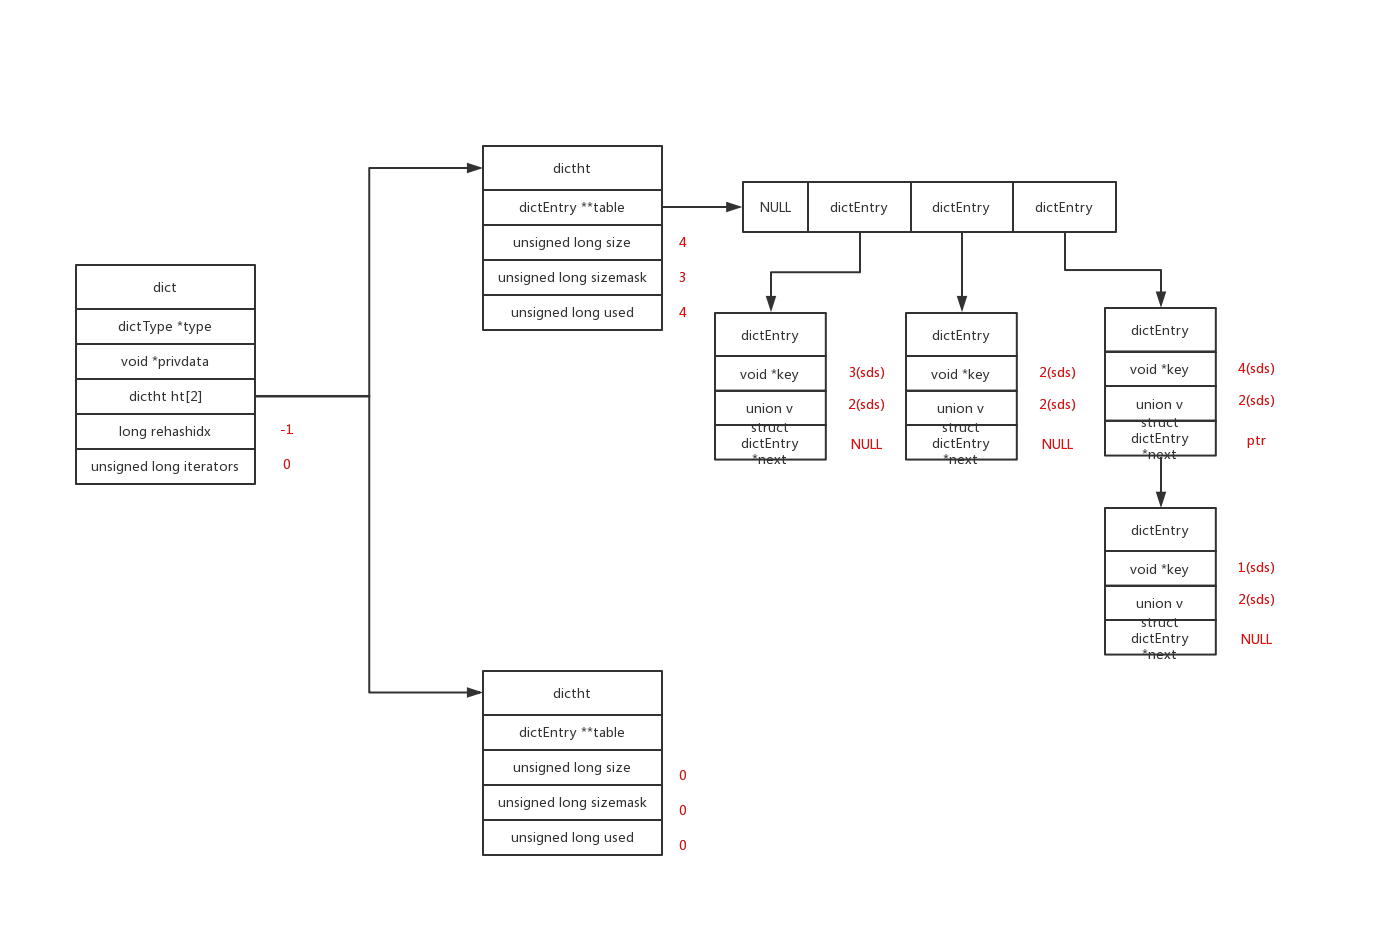 dict
dictType *type
void *privdata
dictht ht[2]
long rehashidx
-1
unsigned long iterators
0
dictht
dictEntry **table
unsigned long size
4
unsigned long sizemask
3
unsigned long used
4
NULL
dictEntry
dictEntry
dictEntry
dictEntry
void *key
3(sds)
union v
2(sds)
struct
dictEntry
*next
NULL
dictEntry
void *key
2(sds)
union v
2(sds)
struct
dictEntry
*next
NULL
dictEntry
void *key
4(sds)
union v
2(sds)
struct
dictEntry
*next
ptr
dictEntry
void *key
1(sds)
union v
2(sds)
struct
dictEntry
*next
NULL
dictht
dictEntry **table
unsigned long size
0
unsigned long sizemask
0
unsigned long used
0